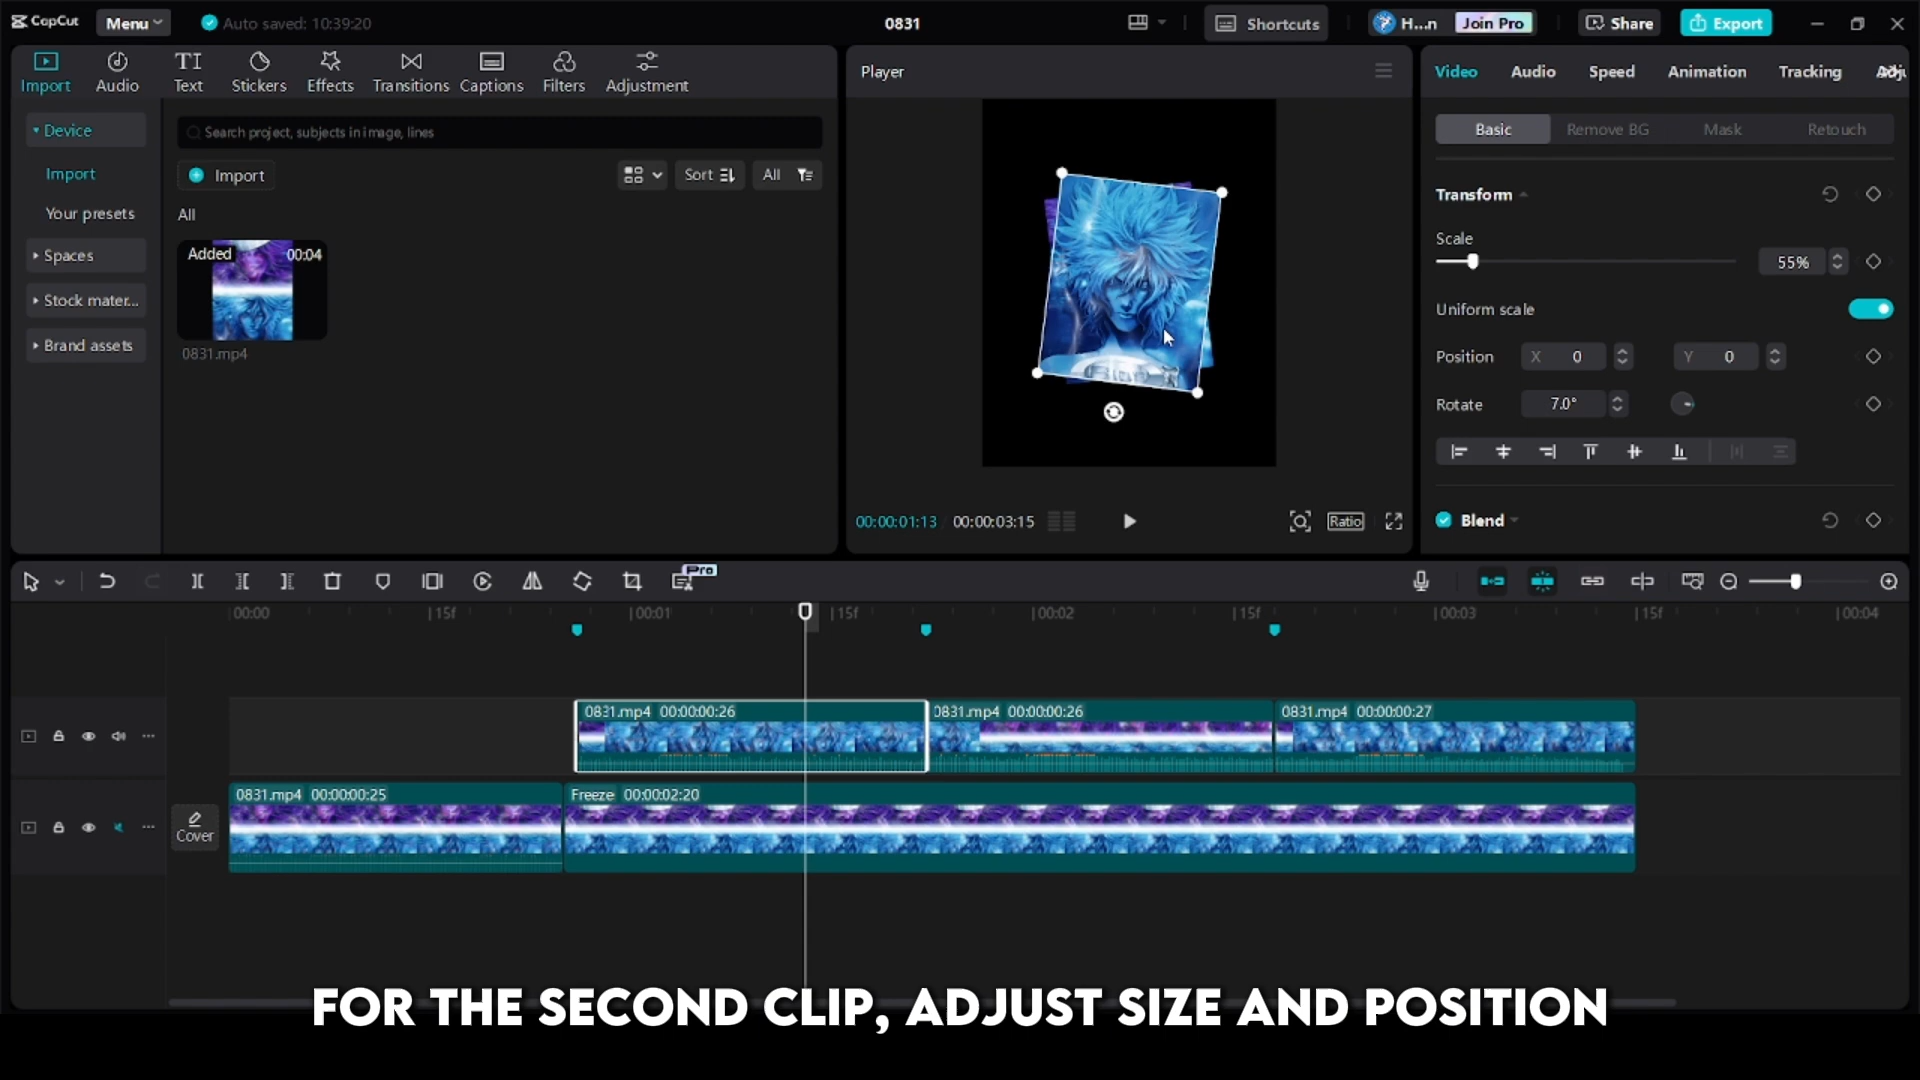 CapCut
Menu
Auto saved: 10:39:20
0831
Shortcuts
H...n
Join Pro
Share
Export
Import
Audio
Text
Stickers
Effects
Transitions
Captions
Filters
Adjustment
Player
Video
Audio
Speed
Animation
Tracking
Device
Import
Your presets
Spaces
Stock mater...
Brand assets
Search project, subjects in image, lines
Import
Sort
All
All
Added
00:04
0831.mp4
00:00:01:13
00:00:03:15
Ratio
Basic
Remove BG
Mask
Retouch
Transform
Scale
55%
Uniform scale
Position
X 0
Y 0
Rotate
7.0°
Blend
Pro
00:00
15f
00:01
15f
00:02
15f
00:03
15f
00:04
0831.mp4 00:00:00:26
0831.mp4 00:00:00:26
0831.mp4 00:00:00:27
Cover
0831.mp4 00:00:00:25
Freeze 00:00:02:20
FOR THE SECOND CLIP, ADJUST SIZE AND POSITION